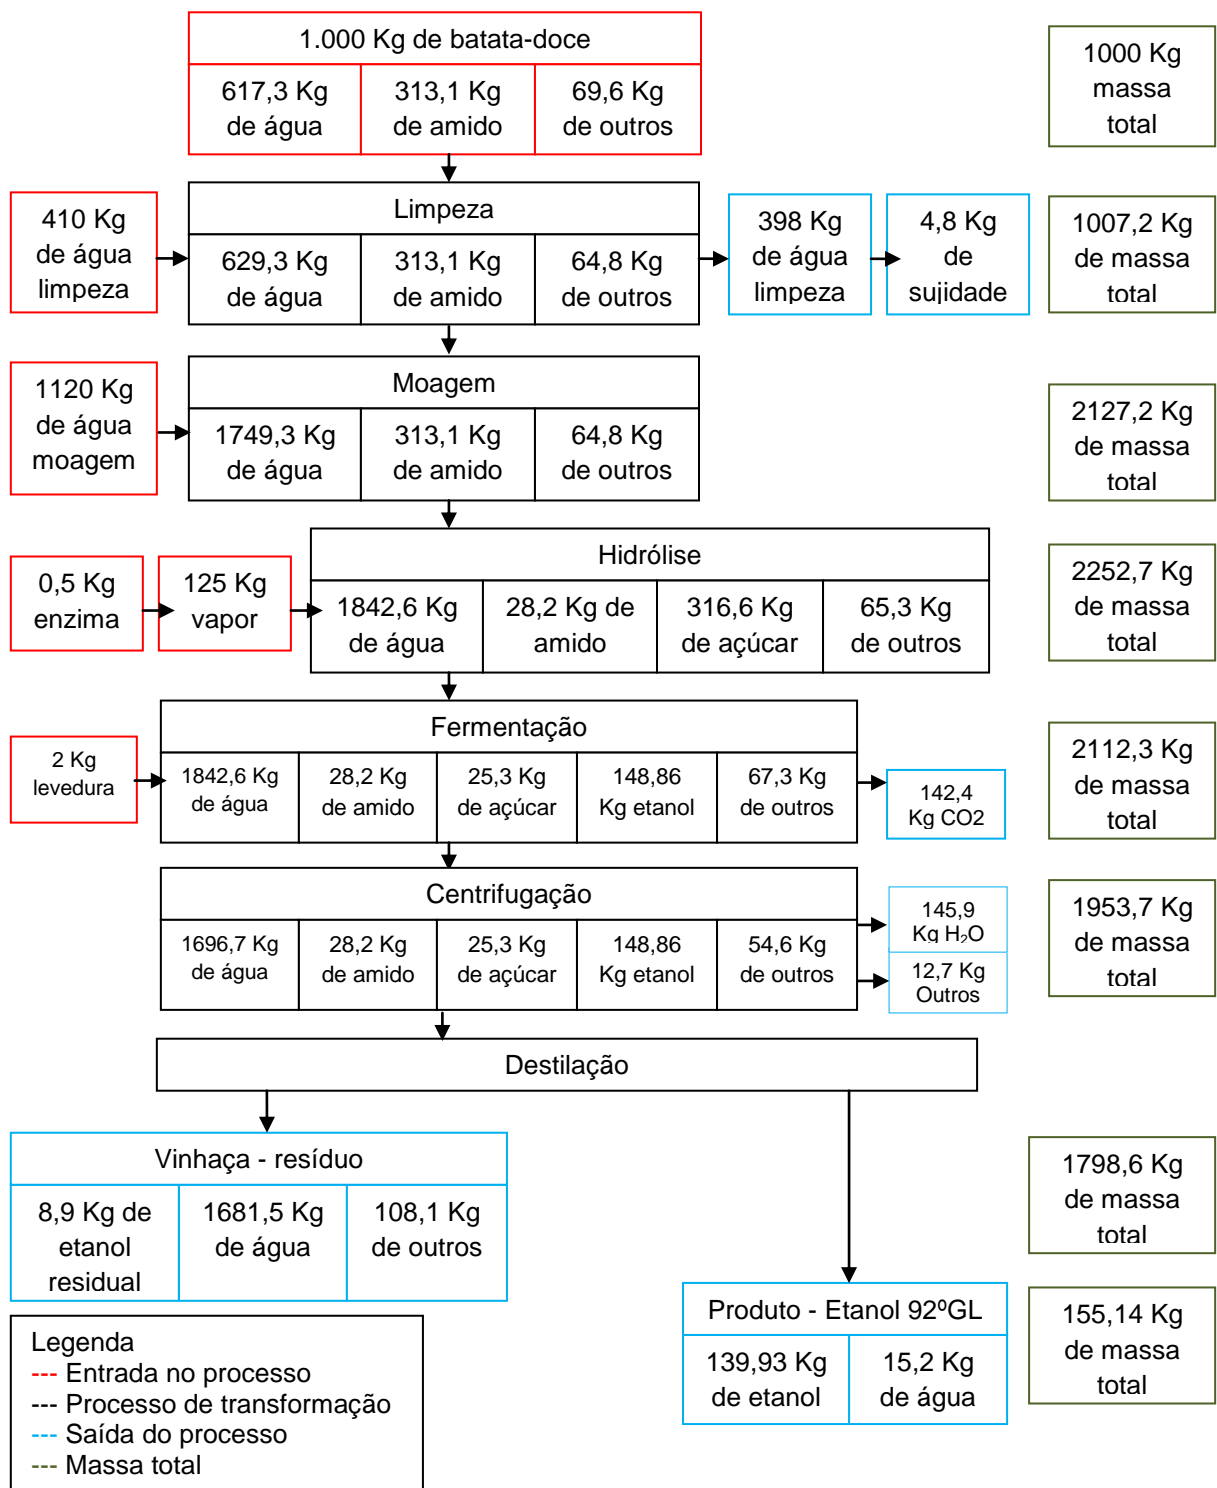 1.000 Kg de batata-doce
617,3 Kg
de água
313,1 Kg
de amido
69,6 Kg
de outros
1000 Kg
massa
total
410 Kg
de água
limpeza
Limpeza
629,3 Kg
de água
313,1 Kg
de amido
64,8 Kg
de outros
398 Kg
de água
limpeza
4,8 Kg
de
sujidade
1007,2 Kg
de massa
total
1120 Kg
de água
moagem
Moagem
1749,3 Kg
de água
313,1 Kg
de amido
64,8 Kg
de outros
2127,2 Kg
de massa
total
0,5 Kg
enzima
125 Kg
vapor
Hidrólise
1842,6 Kg
de água
28,2 Kg de
amido
316,6 Kg
de açúcar
65,3 Kg
de outros
2252,7 Kg
de massa
total
2 Kg
levedura
Fermentação
1842,6 Kg
de água
28,2 Kg
de amido
25,3 Kg
de açúcar
148,86
Kg etanol
67,3 Kg
de outros
142,4
Kg CO2
2112,3 Kg
de massa
total
Centrifugação
1696,7 Kg
de água
28,2 Kg
de amido
25,3 Kg
de açúcar
148,86
Kg etanol
54,6 Kg
de outros
145,9
Kg H₂O
12,7 Kg
Outros
1953,7 Kg
de massa
total
Destilação
Vinhaça - resíduo
8,9 Kg de
etanol
residual
1681,5 Kg
de água
108,1 Kg
de outros
1798,6 Kg
de massa
total
Produto - Etanol 92ºGL
139,93 Kg
de etanol
15,2 Kg
de água
155,14 Kg
de massa
total
Legenda
--- Entrada no processo
--- Processo de transformação
--- Saída do processo
--- Massa total